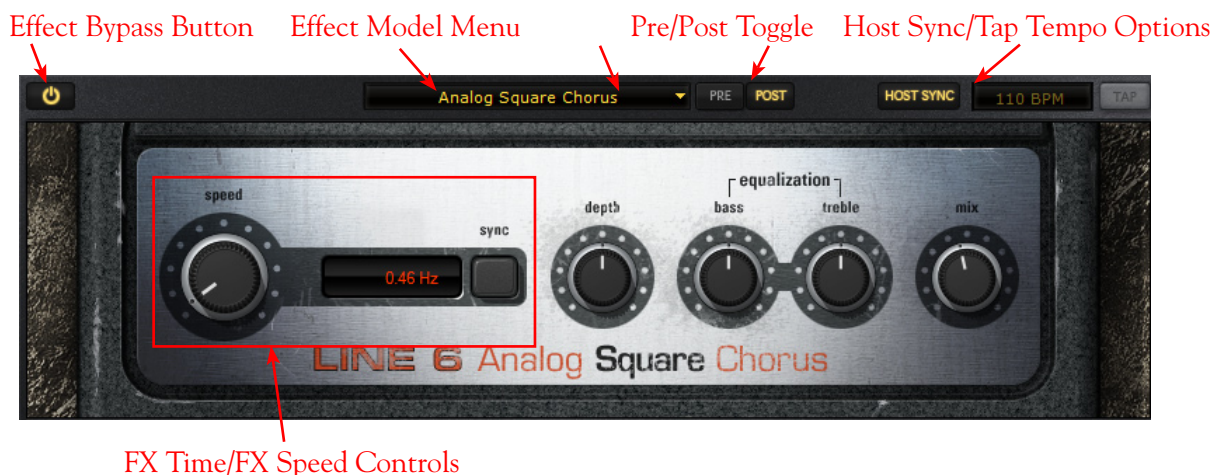 Effect Bypass Button Effect Model Menu Pre/Post Toggle Host Sync/Tap Tempo Options
Analog Square Chorus PRE POST HOST SYNC 110 BPM TAP
equalization
speed depth bass treble mix
sync
0.46 Hz
LINE 6 Analog Square Chorus
FX Time/FX Speed Controls